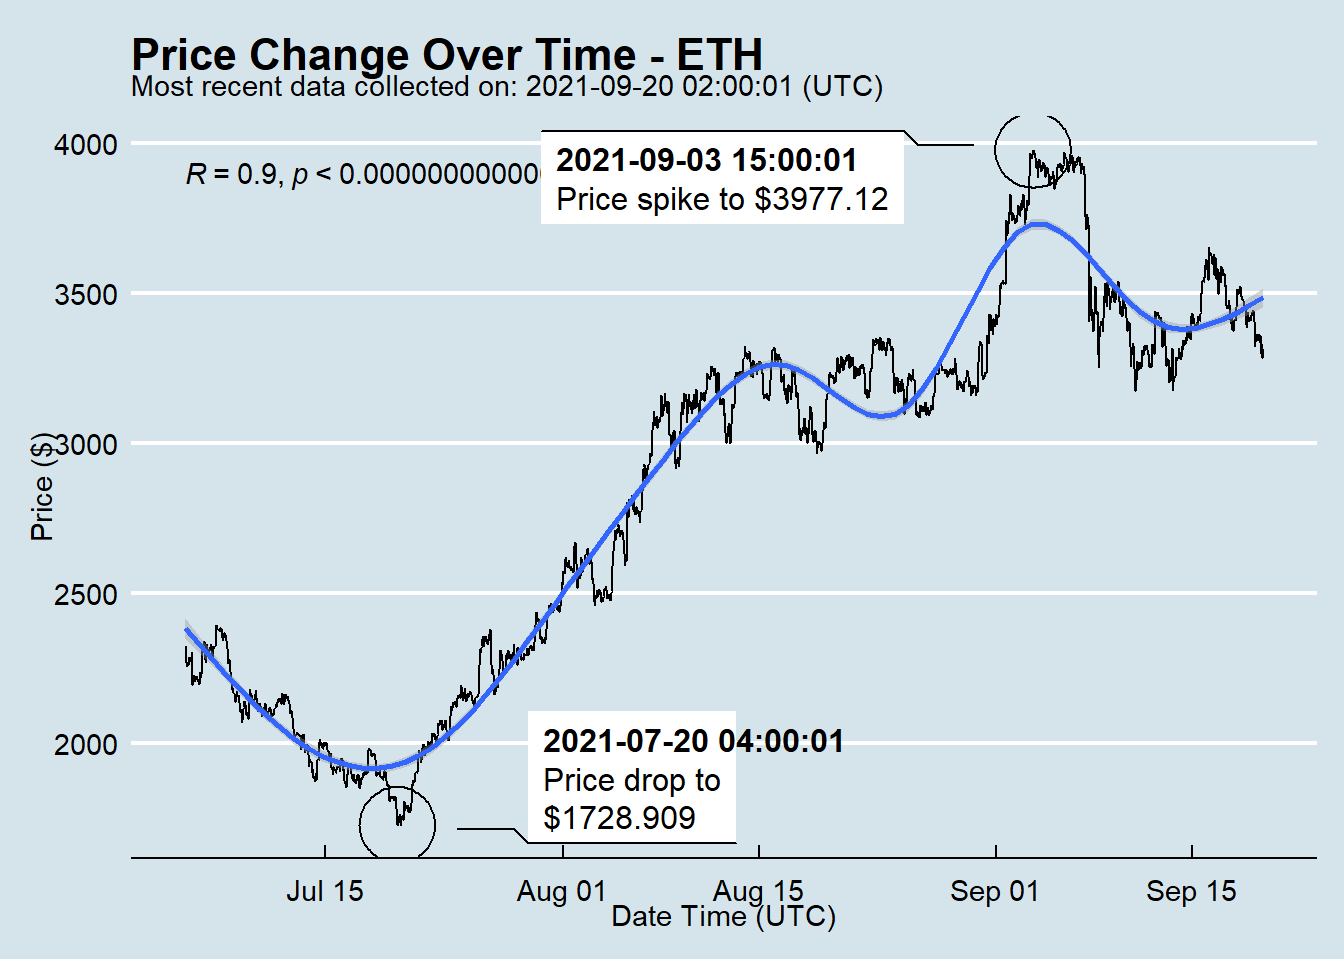 Price Change Over Time - ETH
Most recent data collected on: 2021-09-20 02:00:01 (UTC)
4000
R = 0.9, p < 0.0000000000
2021-09-03 15:00:01
Price spike to $3977.12
3500
3000
Price ($)
2500
2000
2021-07-20 04:00:01
Price drop to
$1728.909
Jul 15
Aug 01
Aug 15
Sep 01
Sep 15
Date Time (UTC)